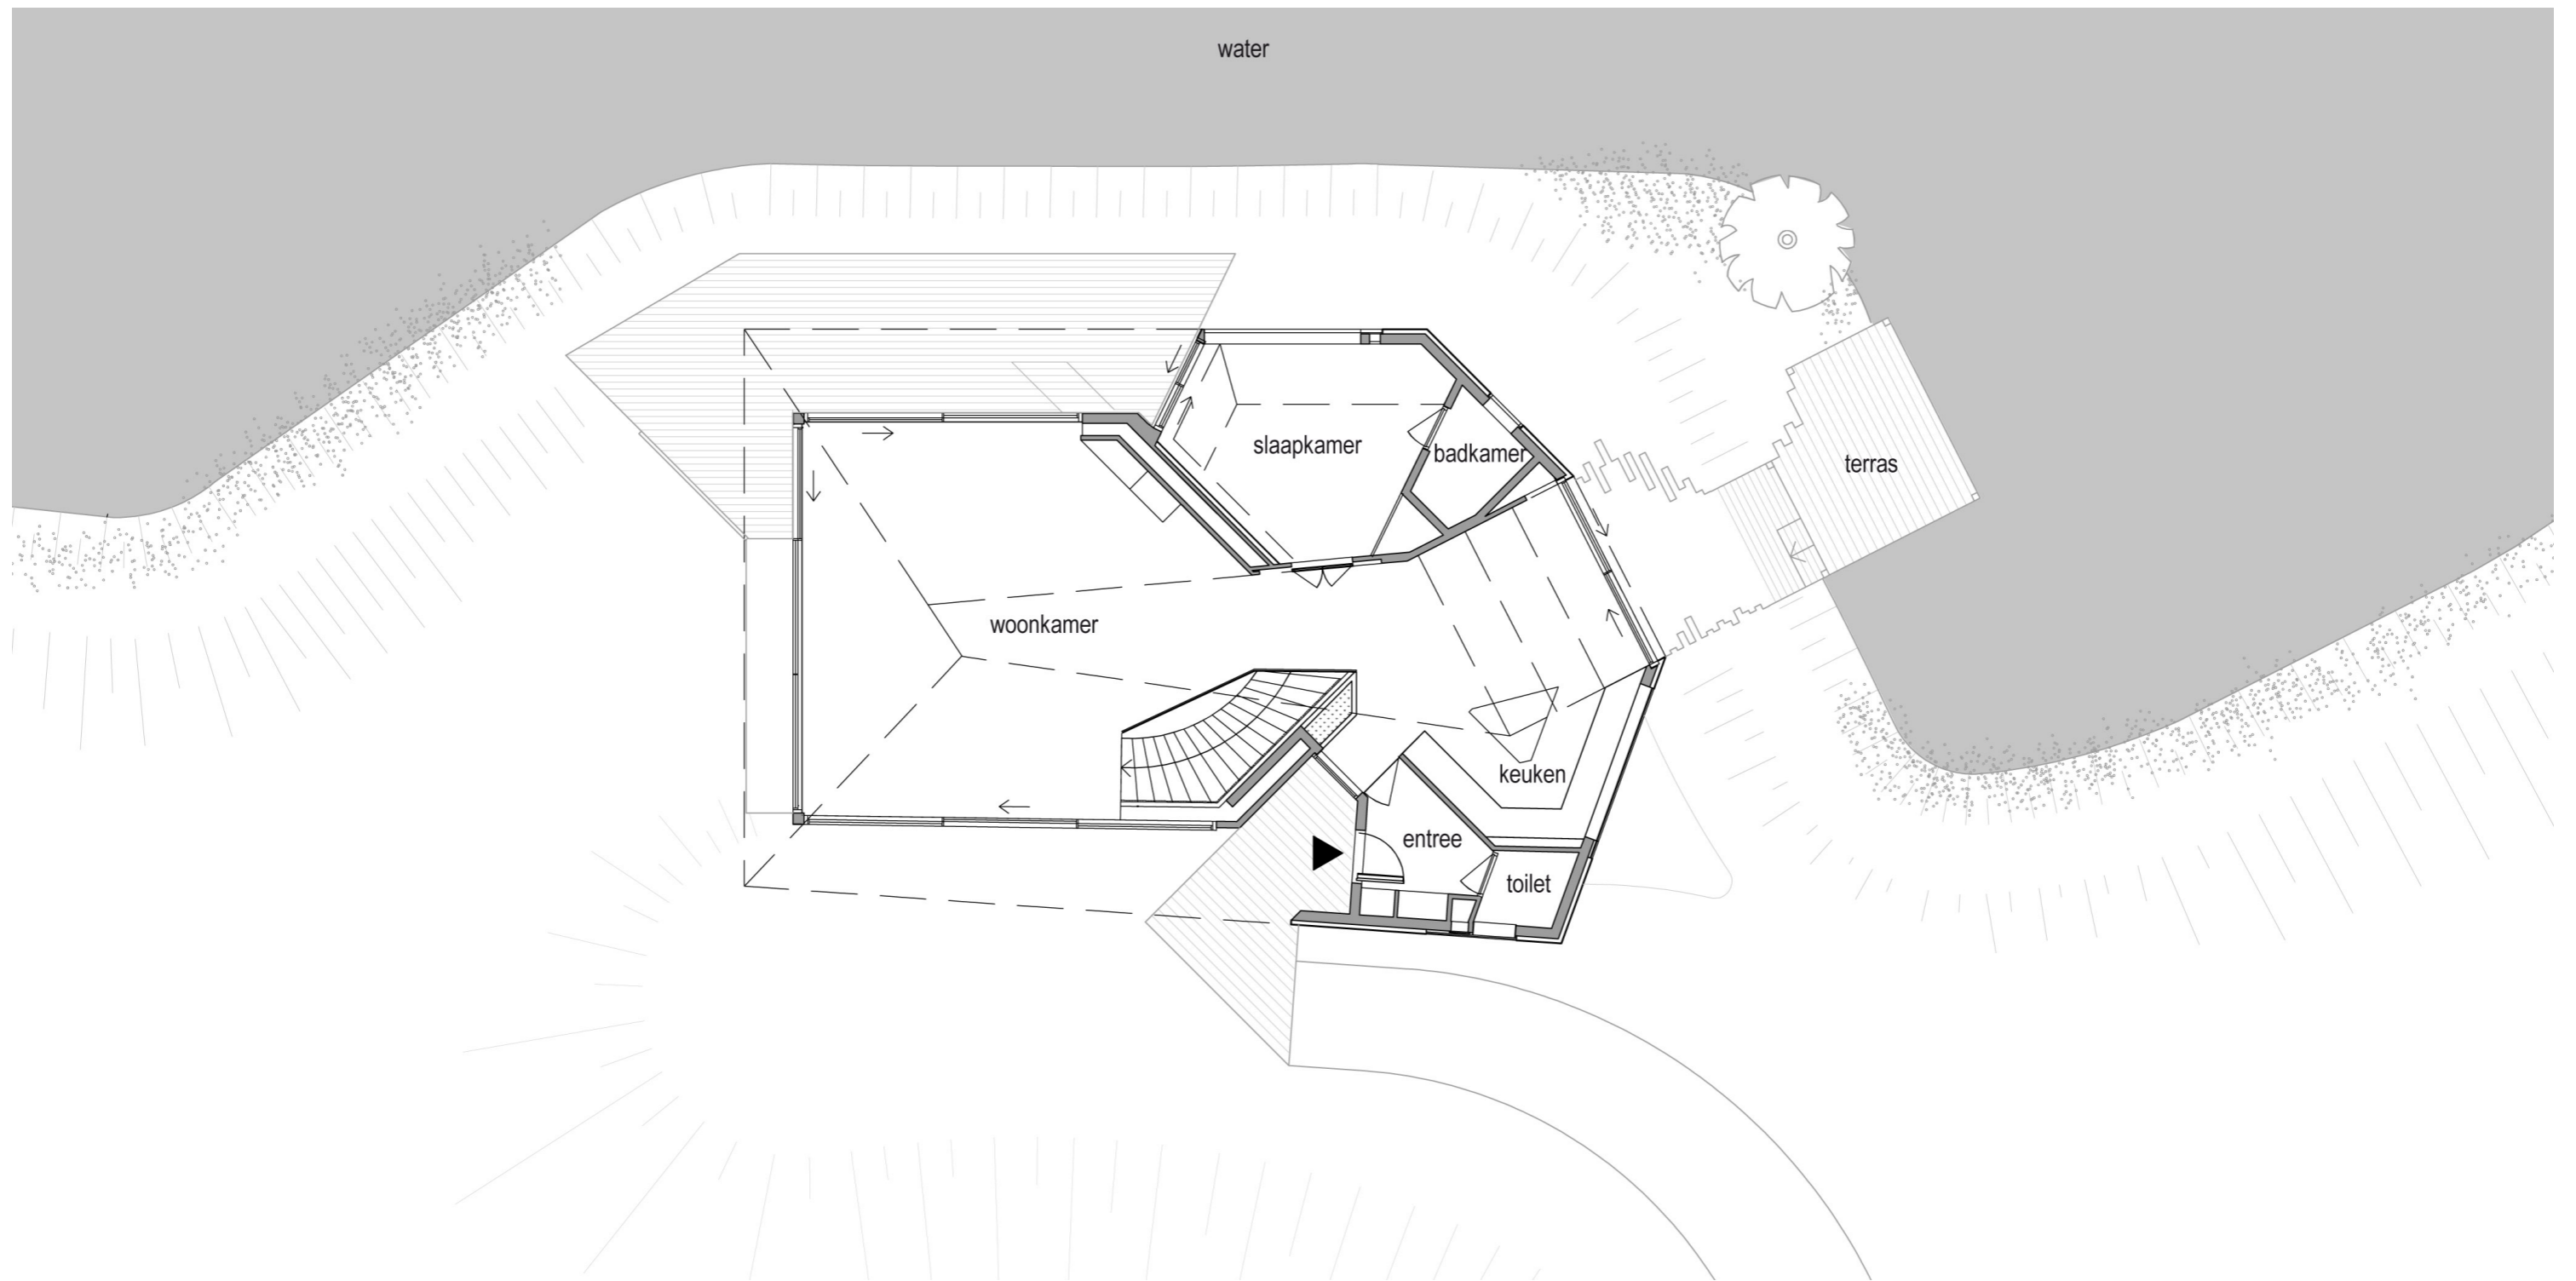 water
slaapkamer
badkamer
terras
woonkamer
keuken
entree
toilet